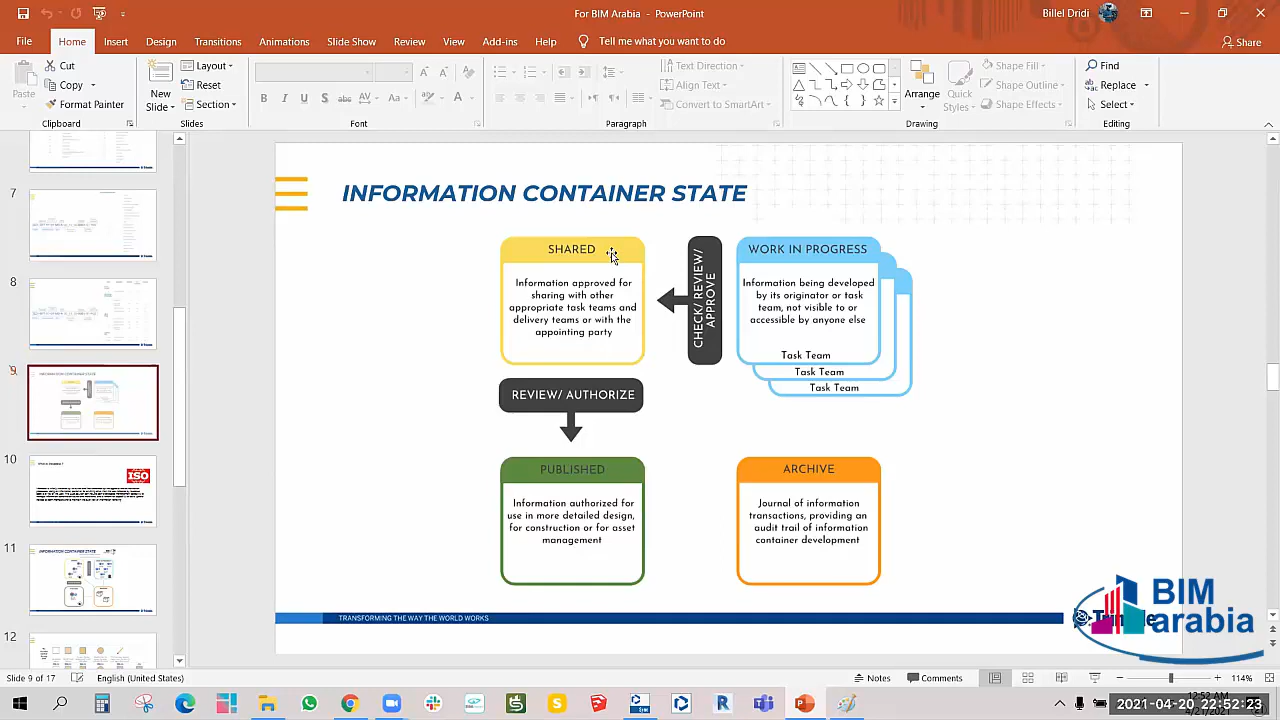 For BIM Arabia - PowerPoint
Billel Dridi
File Home Insert Design Transitions Animations Slide Show Review View Add-ins Help Tell me what you want to do Share
Paste
Cut
Copy
Format Painter
Clipboard
New
Slide
Layout
Reset
Section
Slides
Font
Text Direction
Align Text
Convert to SmartArt
Paragraph
Arrange
Quick
Styles
Shape Fill
Shape Outline
Shape Effects
Drawing
Find
Replace
Select
Editing
7
8
9
10
ISO
11
INFORMATION CONTAINER STATE
12
INFORMATION CONTAINER STATE
SHARED
Information approved for
sharing with other
appropriate task teams and
delivery teams or with the
appointing party
CHECK/ REVIEW/
APPROVE
WORK IN PROGRESS
Information being developed
by its originator or task
team, not visible to or
accessible by anyone else
Task Team
Task Team
Task Team
REVIEW/ AUTHORIZE
PUBLISHED
Information authorized for
use in more detailed design,
for construction or for asset
management
ARCHIVE
Journal of information
transactions, providing an
audit trail of information
container development
TRANSFORMING THE WAY THE WORLD WORKS
BIM
arabia
Slide 9 of 17 English (United States) Notes Comments 114%
2021-04-20 22:52:23